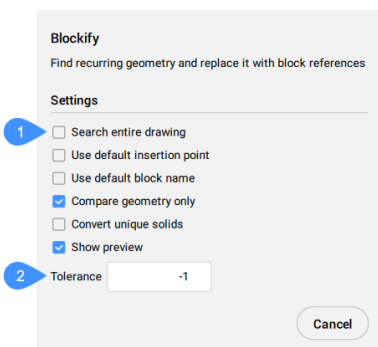 Blockify
Find recurring geometry and replace it with block references
Settings
1
Search entire drawing
Use default insertion point
Use default block name
Compare geometry only
Convert unique solids
Show preview
2
Tolerance -1
Cancel